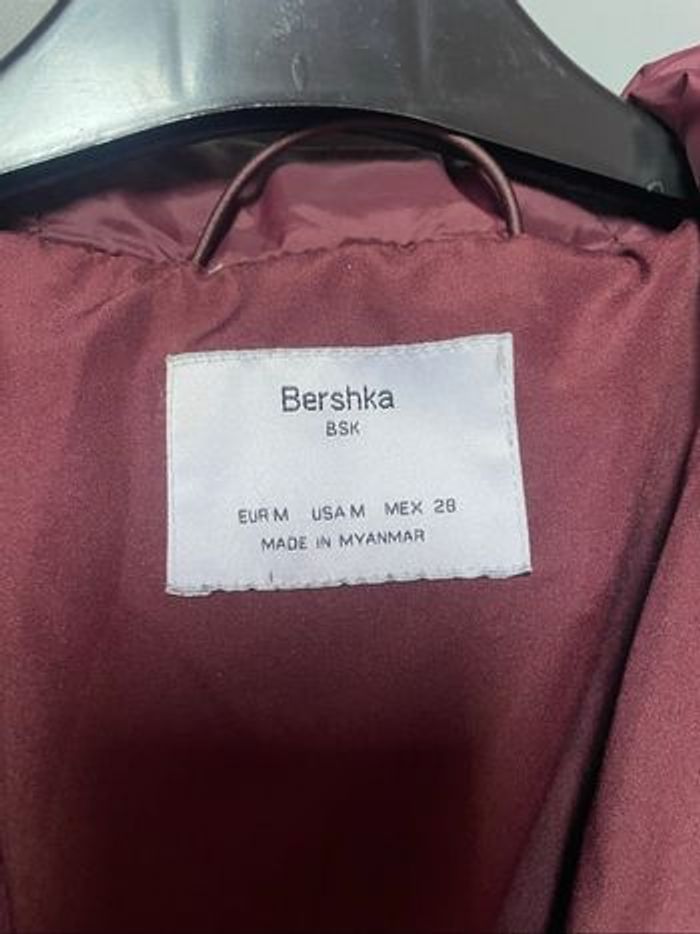 Bershka
BSK
EUR M USA M MEX 28
MADE IN MYANMAR